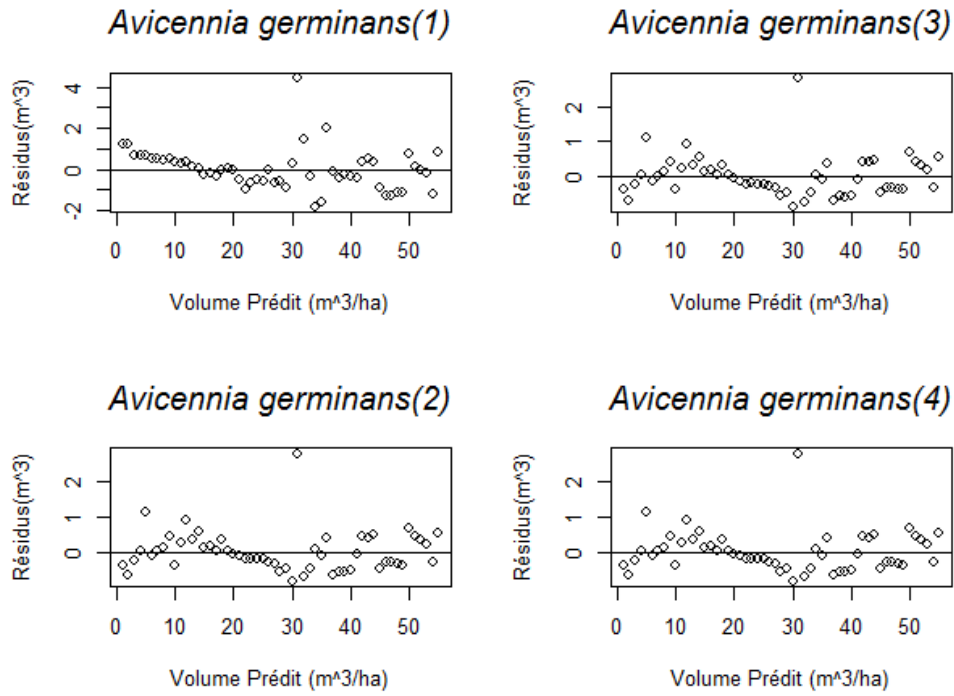 Avicennia germinans(1)
Résidus(m^3)
4
2
0
-2
0 10 20 30 40 50
Volume Prédit (m^3/ha)
Avicennia germinans(3)
Résidus(m^3)
2
1
0
0 10 20 30 40 50
Volume Prédit (m^3/ha)
Avicennia germinans(2)
Résidus(m^3)
2
1
0
0 10 20 30 40 50
Volume Prédit (m^3/ha)
Avicennia germinans(4)
Résidus(m^3)
2
1
0
0 10 20 30 40 50
Volume Prédit (m^3/ha)